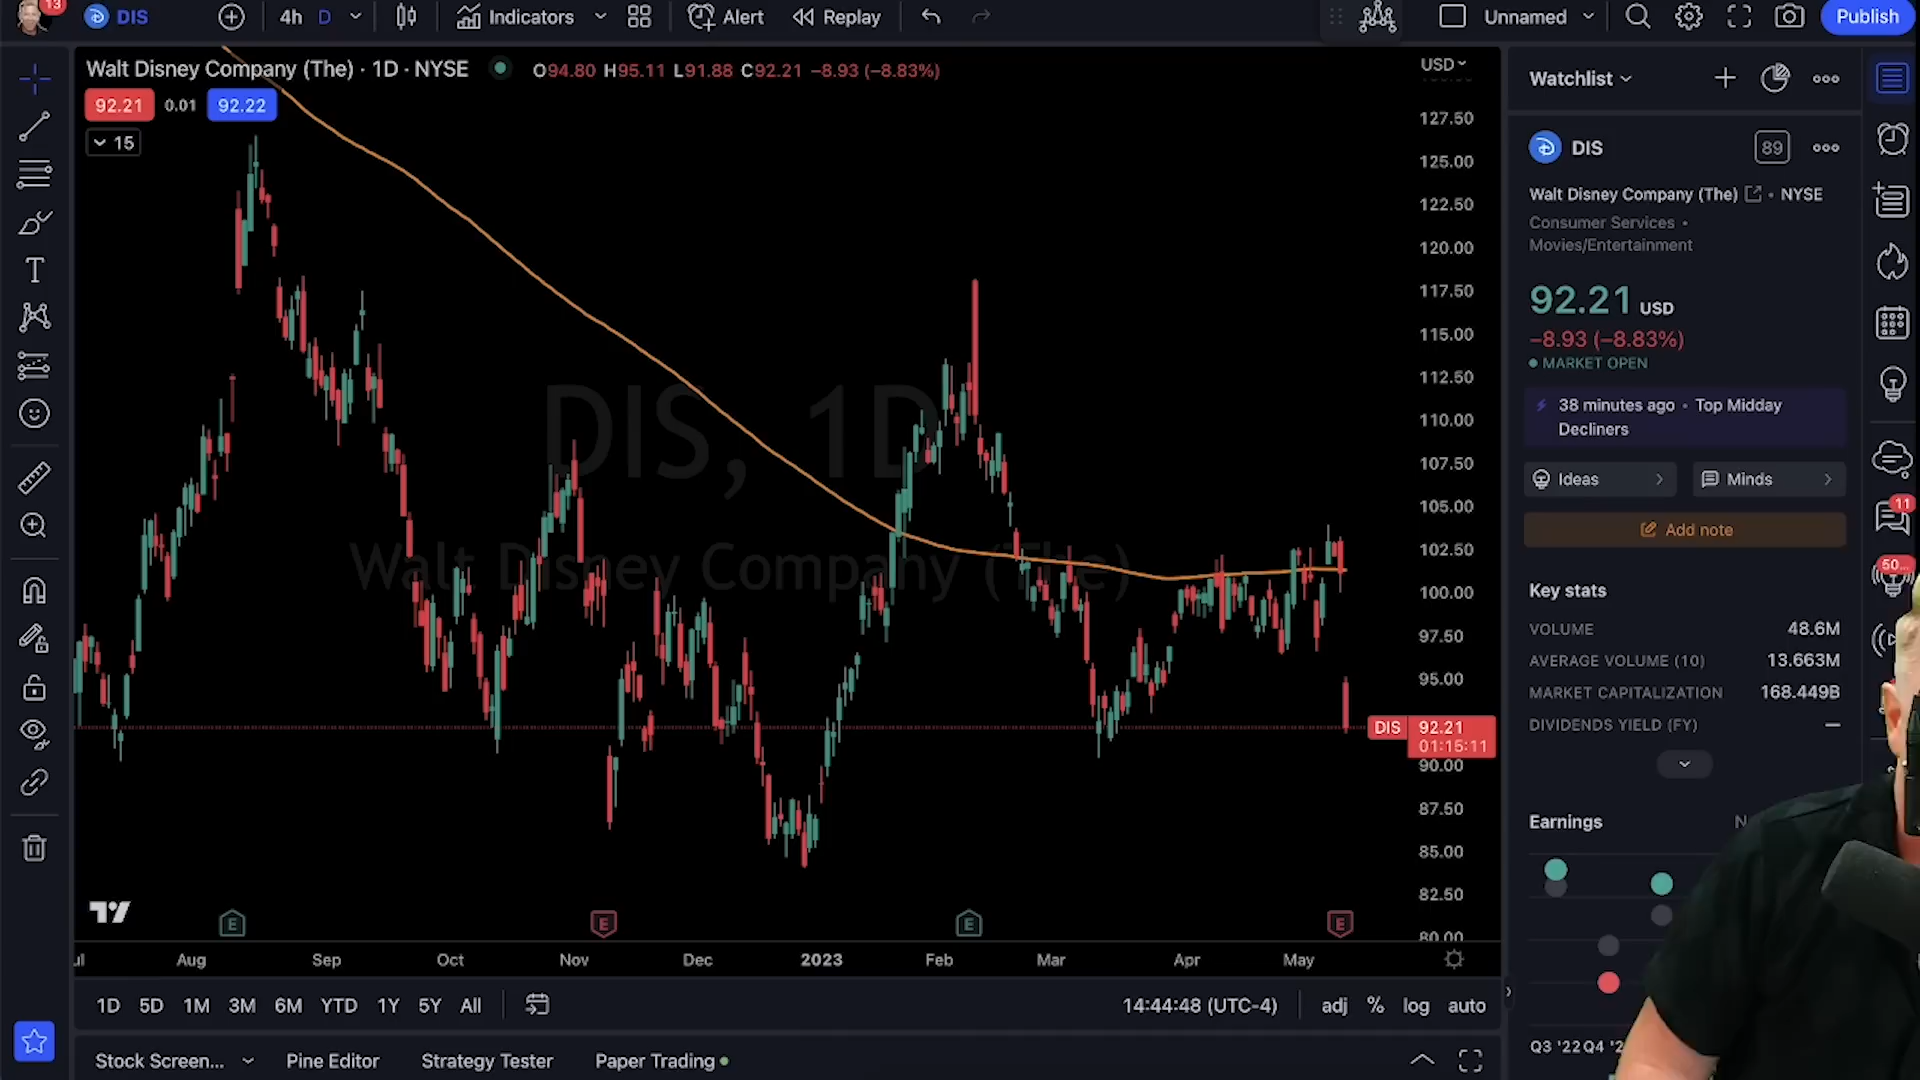 13
DIS
4h
D
Indicators
Alert
Replay
Unnamed
Publish
Walt Disney Company (The) · 1D · NYSE
O94.80 H95.11 L91.88 C92.21 −8.93 (−8.83%)
92.21
0.01
92.22
15
USD
127.50
125.00
122.50
120.00
117.50
115.00
112.50
110.00
107.50
105.00
102.50
100.00
97.50
95.00
DIS 92.21
01:15:11
90.00
87.50
85.00
82.50
80.00
DIS, 1D
Walt Disney Company (The)
E
E
E
E
Aug
Sep
Oct
Nov
Dec
2023
Feb
Mar
Apr
May
1D
5D
1M
3M
6M
YTD
1Y
5Y
All
14:44:48 (UTC-4)
adj
%
log
auto
Stock Screen...
Pine Editor
Strategy Tester
Paper Trading
Watchlist
DIS
89
Walt Disney Company (The) • NYSE
Consumer Services •
Movies/Entertainment
92.21 USD
−8.93 (−8.83%)
MARKET OPEN
38 minutes ago • Top Midday
Decliners
Ideas
Minds
Add note
Key stats
VOLUME 48.6M
AVERAGE VOLUME (10) 13.663M
MARKET CAPITALIZATION 168.449B
DIVIDENDS YIELD (FY) —
Earnings
Q3 '22
Q4 '2
11
50...